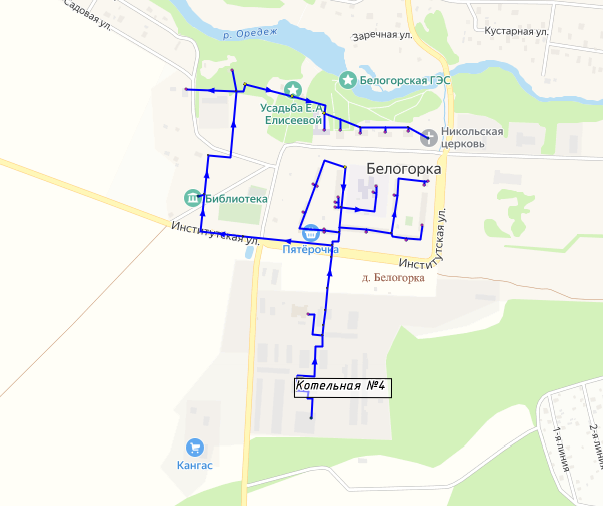 Садовая ул.
р. Оредеж
Заречная ул.
Кустарная ул.
Белогорская ГЭС
Усадьба Е.А.
Елисеевой
Никольская
церковь
Белогорка
Библиотека
Институтская ул.
Пятёрочка
Институтская ул.
д. Белогорка
Котельная №4
Кангас
1-я линия
2-я линия